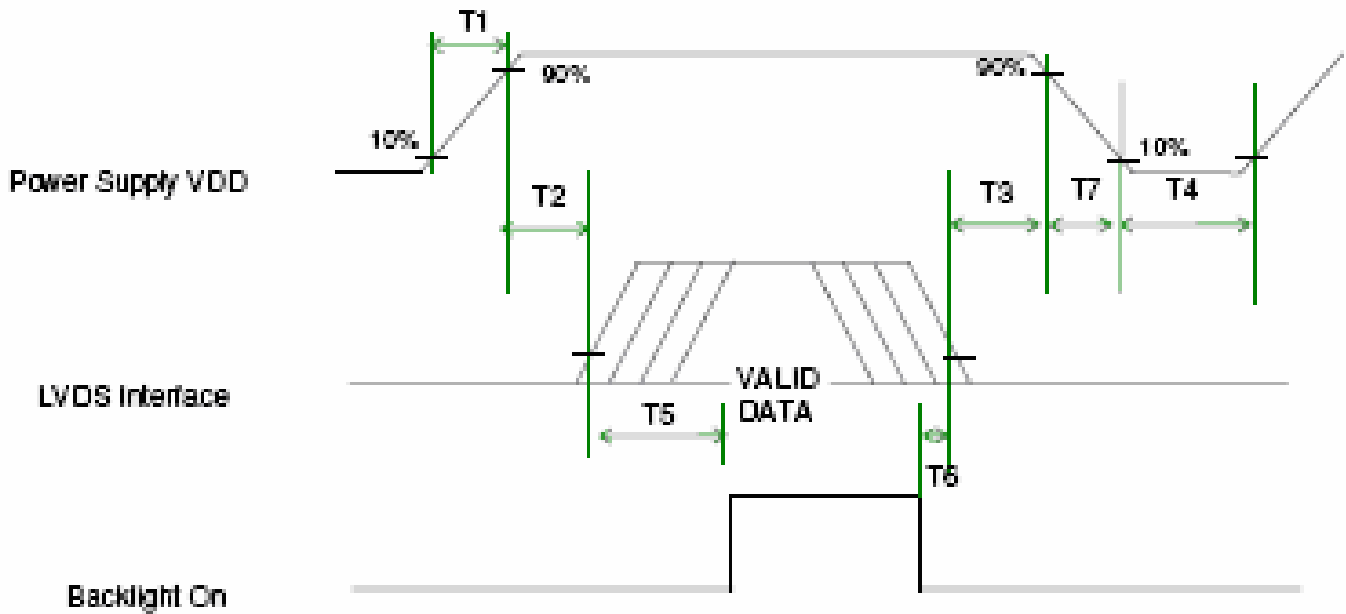 T1
90%
90%
10%
10%
Power Supply VDD
T2
T3
T7
T4
LVDS Interface
VALID
DATA
T5
T6
Backlight On